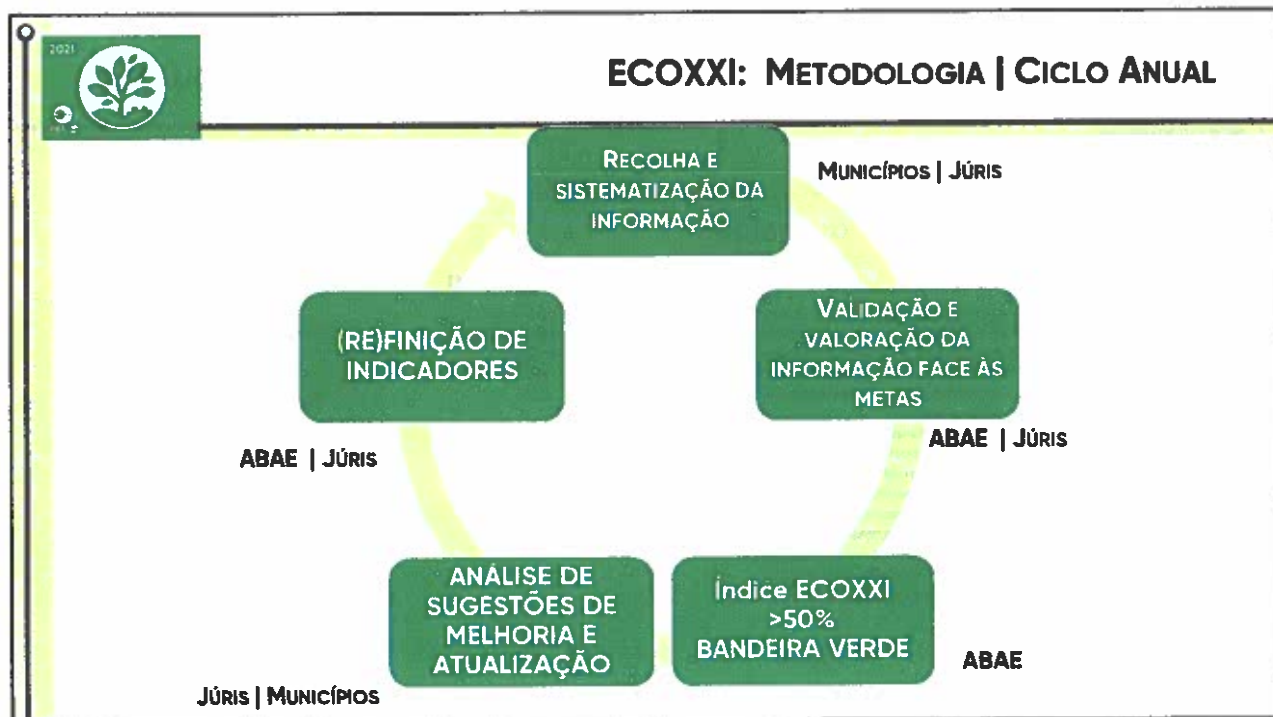 2021
ECOXXI: METODOLOGIA | CICLO ANUAL
RECOLHA E
SISTEMATIZAÇÃO DA
INFORMAÇÃO
MUNICÍPIOS | JÚRIS
VALIDAÇÃO E
VALORAÇÃO DA
INFORMAÇÃO FACE ÀS
METAS
ABAE | JÚRIS
Índice ECOXXI
>50%
BANDEIRA VERDE
ABAE
ANÁLISE DE
SUGESTÕES DE
MELHORIA E
ATUALIZAÇÃO
JÚRIS | MUNICÍPIOS
(RE)FINIÇÃO DE
INDICADORES
ABAE | JÚRIS